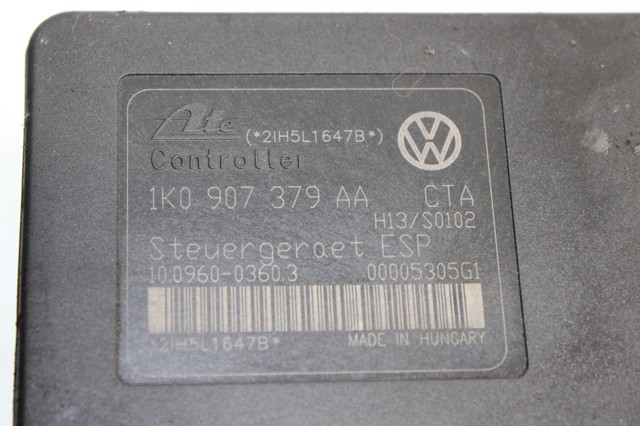 Ate (*2IH5L1647B*)
Controller
1K0 907 379 AA CTA
H13/S0102
Steuergeraet ESP
10.0960-0360.3 00005305G1
*2IH5L1647B* MADE IN HUNGARY